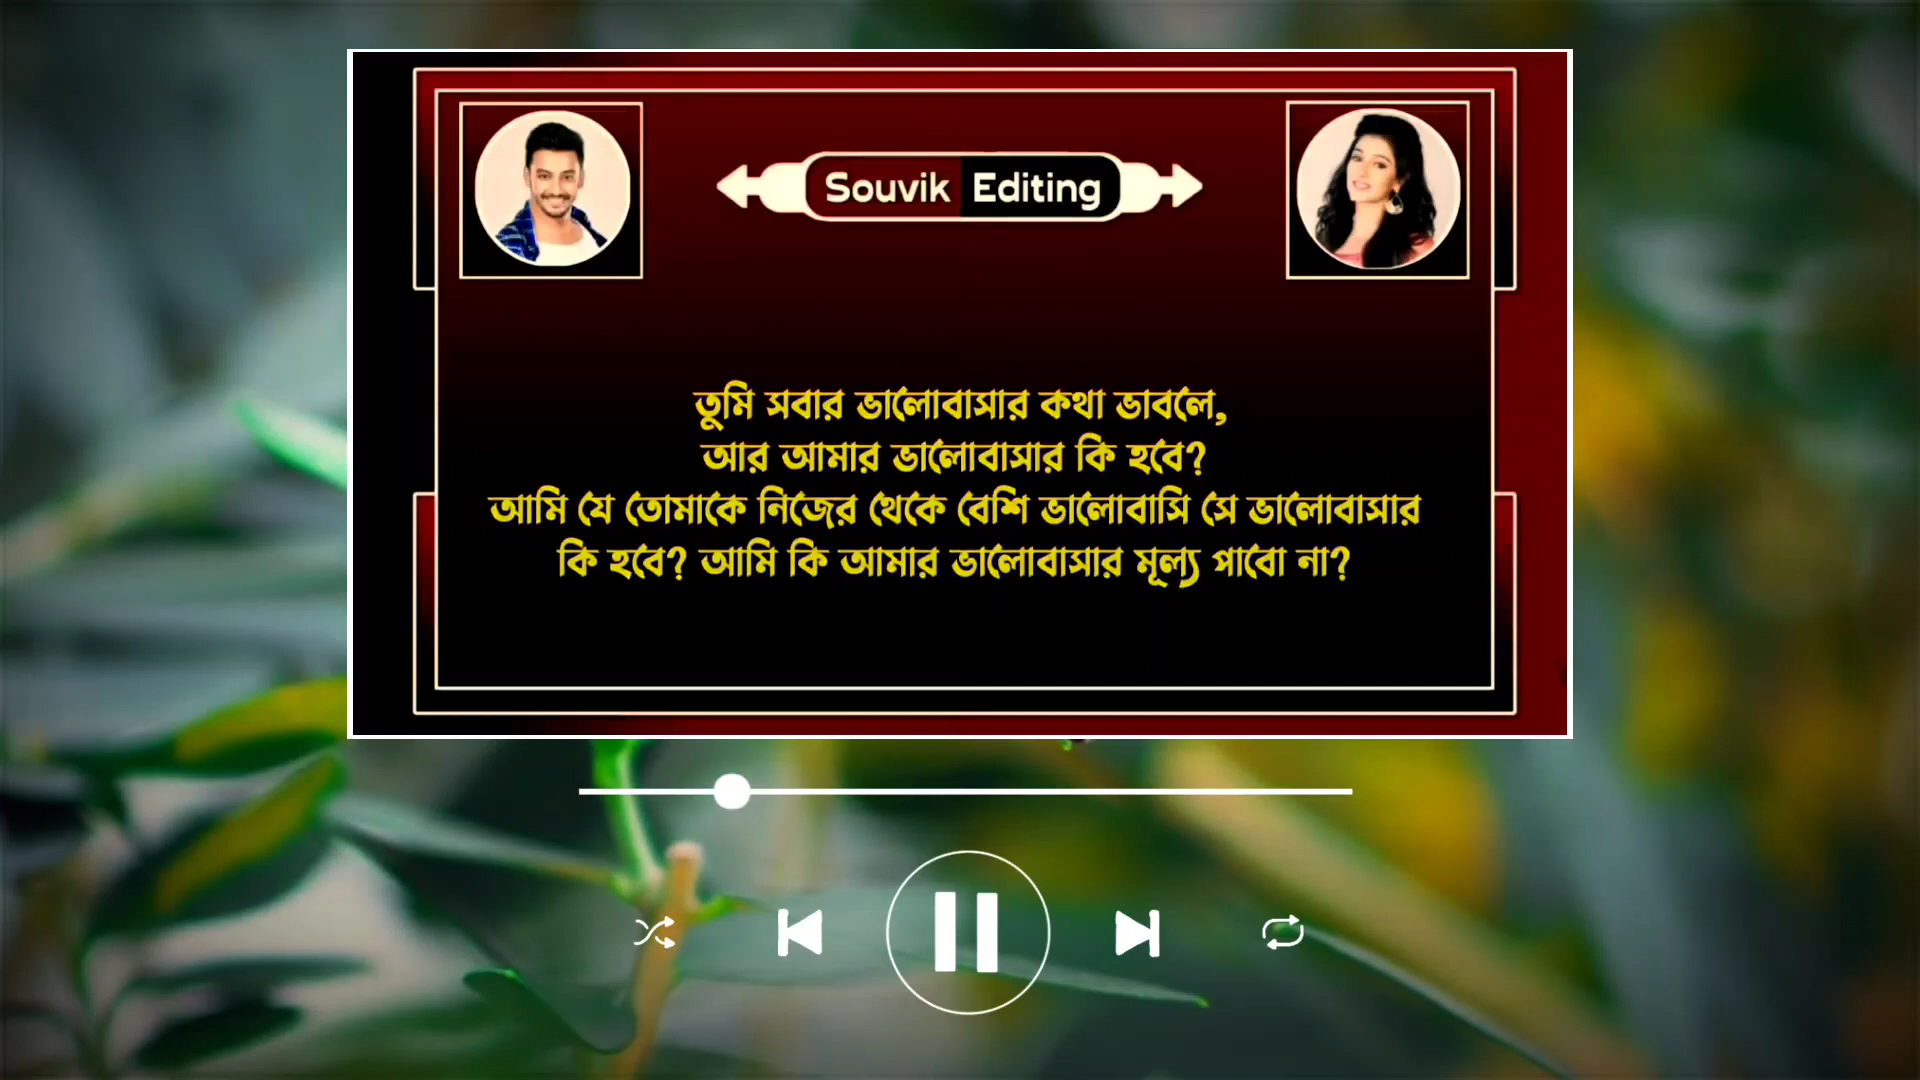 Souvik Editing
তুমি সবার ভালোবাসার কথা ভাবলে,
আর আমার ভালোবাসার কি হবে?
আমি যে তোমাকে নিজের থেকে বেশি ভালোবাসি সে ভালোবাসার
কি হবে? আমি কি আমার ভালোবাসার মূল্য পাবো না?